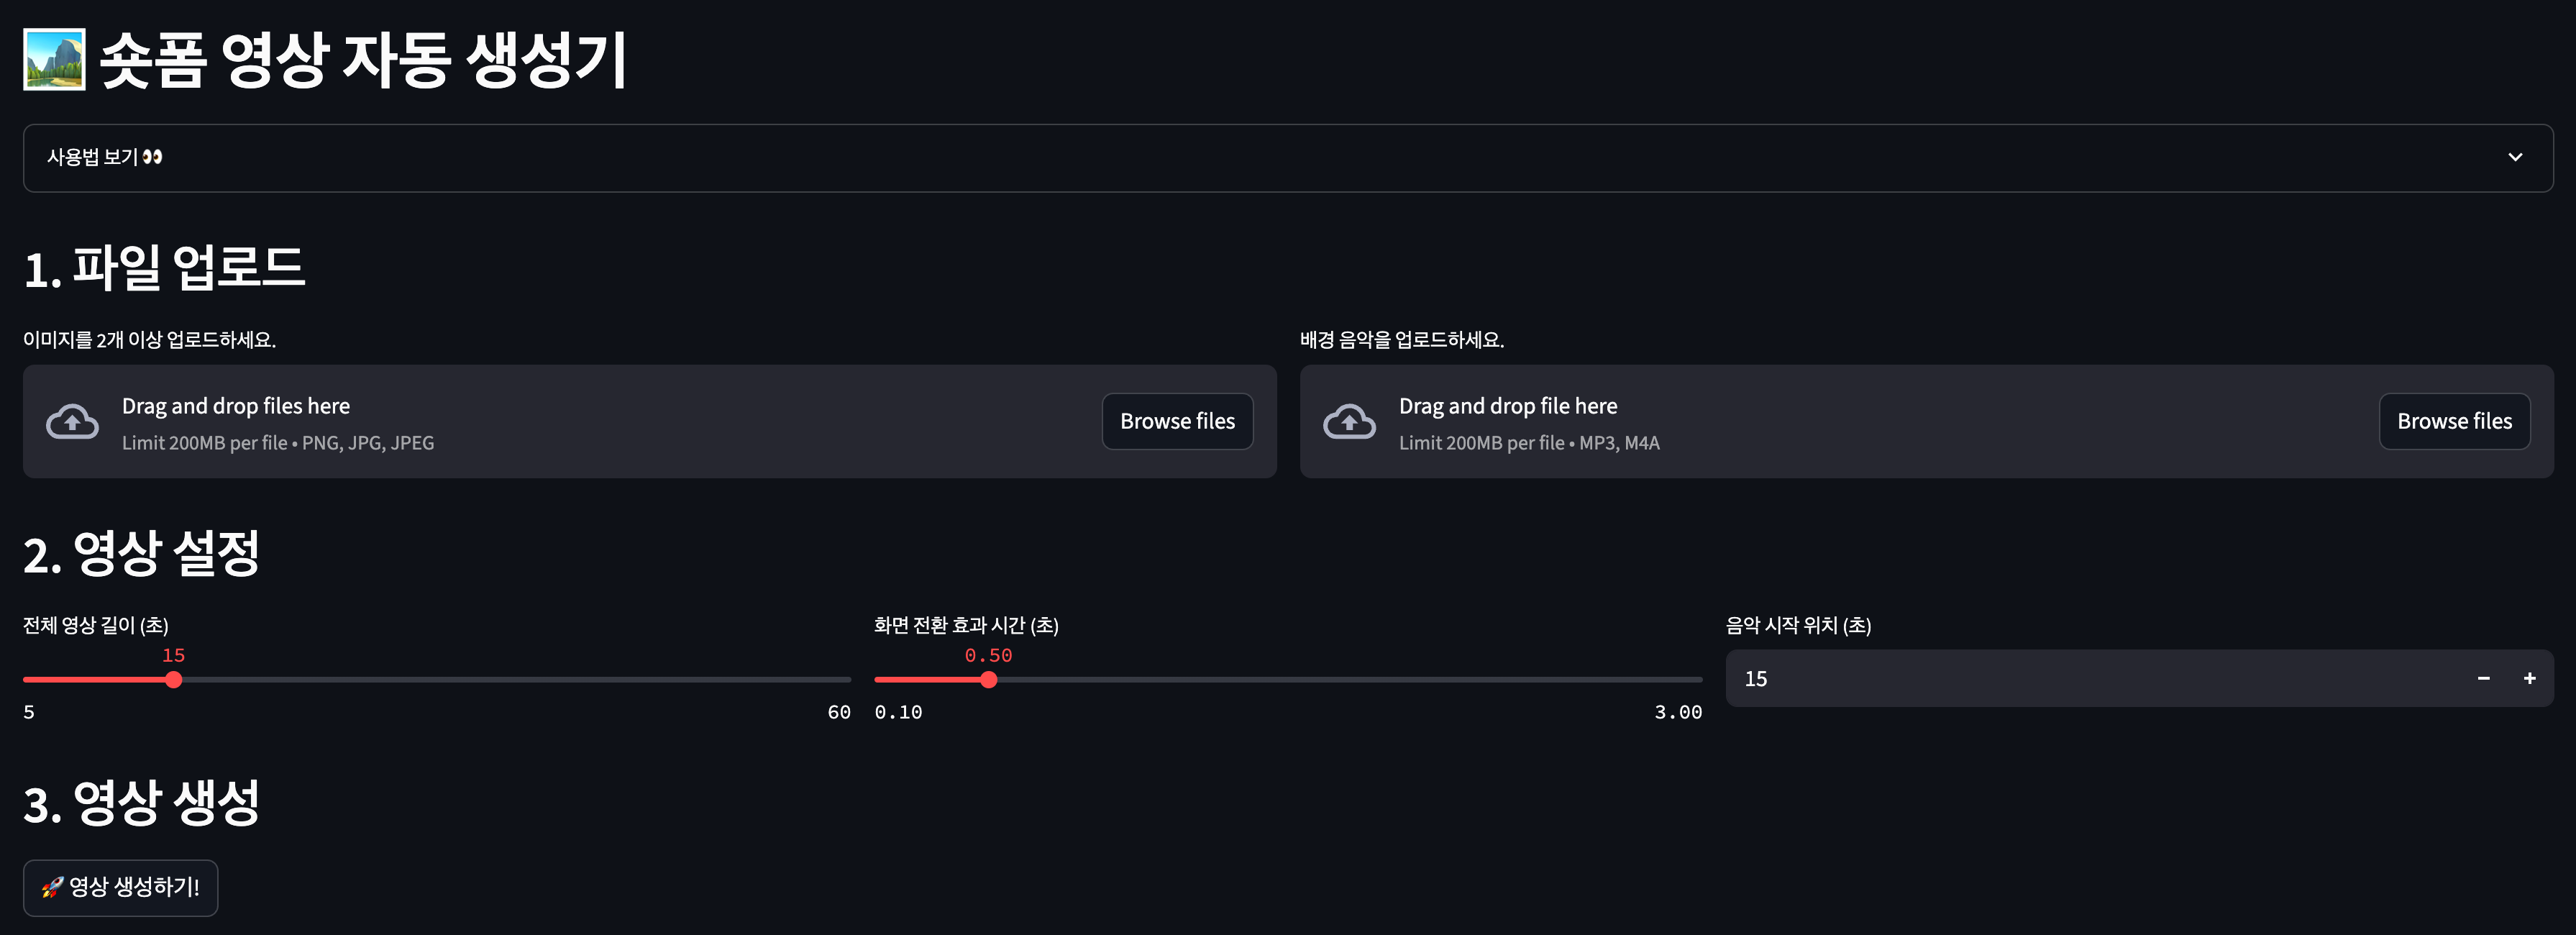 🏞️ 숏폼 영상 자동 생성기
사용법 보기 👀
1. 파일 업로드
이미지를 2개 이상 업로드하세요.
Drag and drop files here
Limit 200MB per file • PNG, JPG, JPEG
Browse files
배경 음악을 업로드하세요.
Drag and drop file here
Limit 200MB per file • MP3, M4A
Browse files
2. 영상 설정
전체 영상 길이 (초)
15
5
60
화면 전환 효과 시간 (초)
0.50
0.10
3.00
음악 시작 위치 (초)
15
3. 영상 생성
🚀 영상 생성하기!